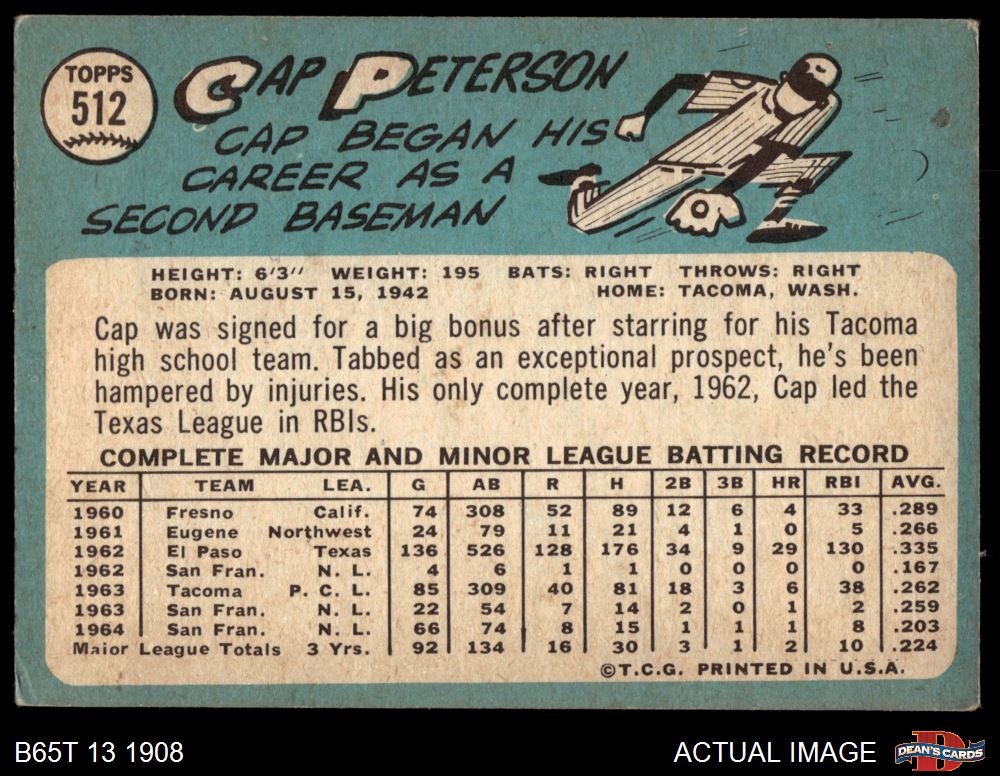 TOPPS
512
CAP PETERSON
CAP BEGAN HIS
CAREER AS A
SECOND BASEMAN
HEIGHT: 6'3" WEIGHT: 195 BATS: RIGHT THROWS: RIGHT
BORN: AUGUST 15, 1942 HOME: TACOMA, WASH.
Cap was signed for a big bonus after starring for his Tacoma
high school team. Tabbed as an exceptional prospect, he's been
hampered by injuries. His only complete year, 1962, Cap led the
Texas League in RBIs.
COMPLETE MAJOR AND MINOR LEAGUE BATTING RECORD
YEAR TEAM LEA. G AB R H 2B 3B HR RBI AVG.
1960 Fresno Calif. 74 308 52 89 12 6 4 33 .289
1961 Eugene Northwest 24 79 11 21 4 1 0 5 .266
1962 El Paso Texas 136 526 128 176 34 9 29 130 .335
1962 San Fran. N. L. 4 6 1 1 0 0 0 0 .167
1963 Tacoma P. C. L. 85 309 40 81 18 3 6 38 .262
1963 San Fran. N. L. 22 54 7 14 2 0 1 2 .259
1964 San Fran. N. L. 66 74 8 15 1 1 1 8 .203
Major League Totals 3 Yrs. 92 134 16 30 3 1 2 10 .224
©T.C.G. PRINTED IN U.S.A.
B65T 13 1908
ACTUAL IMAGE
D
DEAN'S CARDS